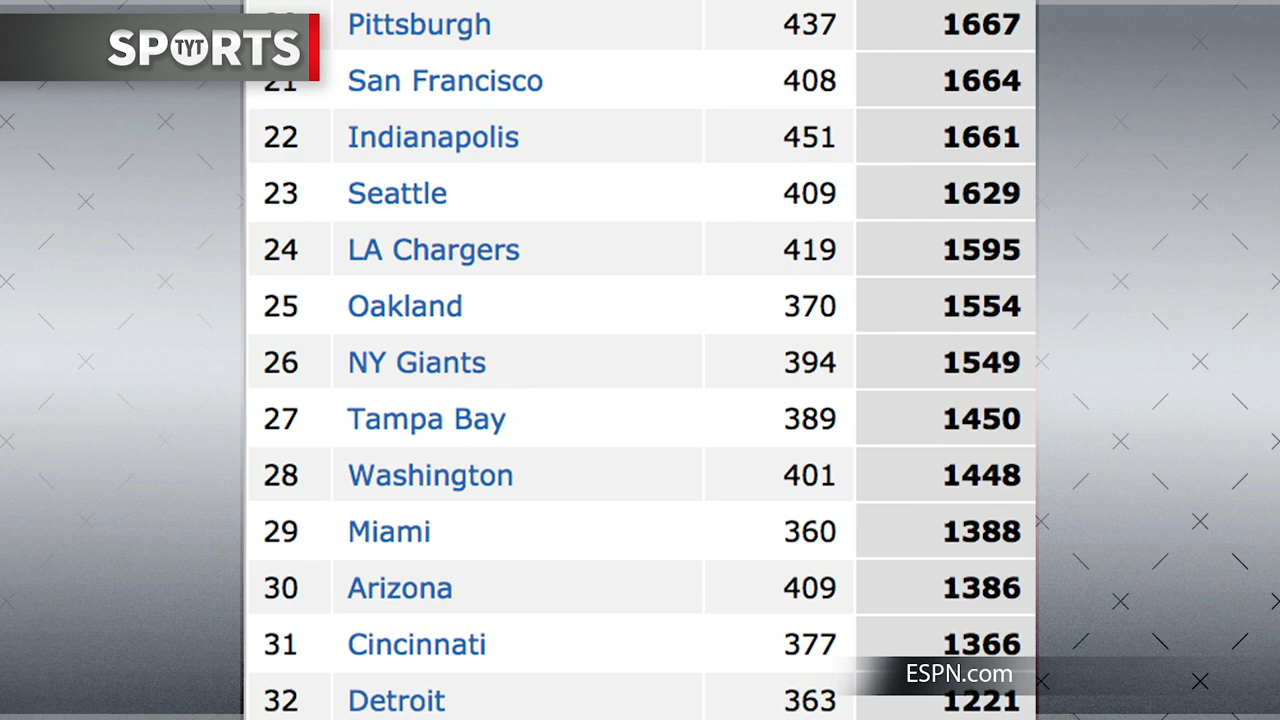 SPORTS
TYT
Pittsburgh 437 1667
21 San Francisco 408 1664
22 Indianapolis 451 1661
23 Seattle 409 1629
24 LA Chargers 419 1595
25 Oakland 370 1554
26 NY Giants 394 1549
27 Tampa Bay 389 1450
28 Washington 401 1448
29 Miami 360 1388
30 Arizona 409 1386
31 Cincinnati 377 1366
32 Detroit 363 1221
ESPN.com